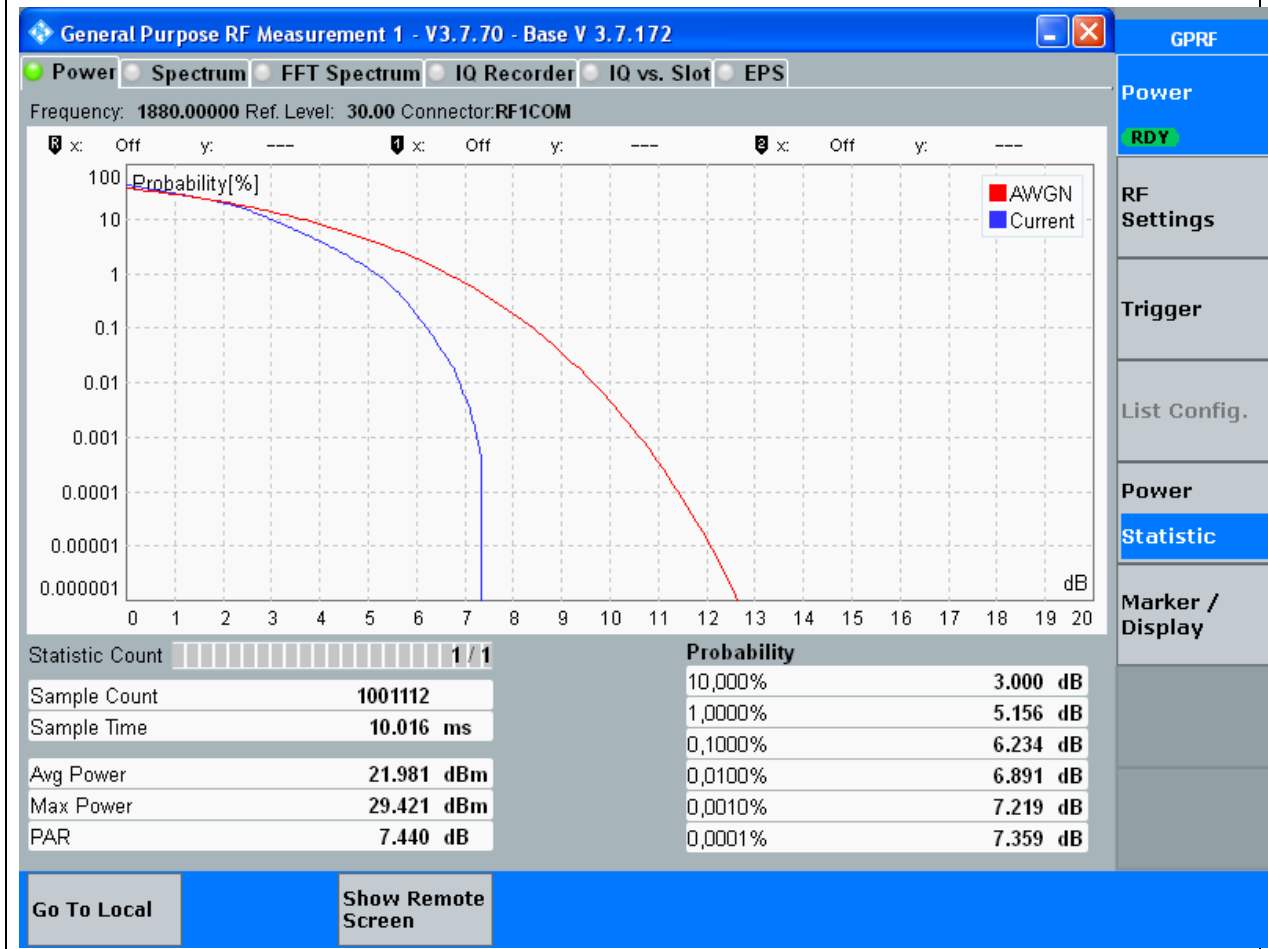 General Purpose RF Measurement 1 - V3.7.70 - Base V 3.7.172
GPRF
Power Spectrum FFT Spectrum IQ Recorder IQ vs. Slot EPS
Frequency: 1880.00000 Ref. Level: 30.00 Connector:RF1COM
R x: Off y: --- 1 x: Off y: --- 2 x: Off y: ---
Probability[%]
AWGN
Current
100
10
1
0.1
0.01
0.001
0.0001
0.00001
0.000001
dB
0 1 2 3 4 5 6 7 8 9 10 11 12 13 14 15 16 17 18 19 20
Statistic Count 1 / 1
Sample Count 1001112
Sample Time 10.016 ms
Avg Power 21.981 dBm
Max Power 29.421 dBm
PAR 7.440 dB
Probability
10,000% 3.000 dB
1,0000% 5.156 dB
0,1000% 6.234 dB
0,0100% 6.891 dB
0,0010% 7.219 dB
0,0001% 7.359 dB
Power
RDY
RF
Settings
Trigger
List Config.
Power
Statistic
Marker /
Display
Go To Local
Show Remote
Screen